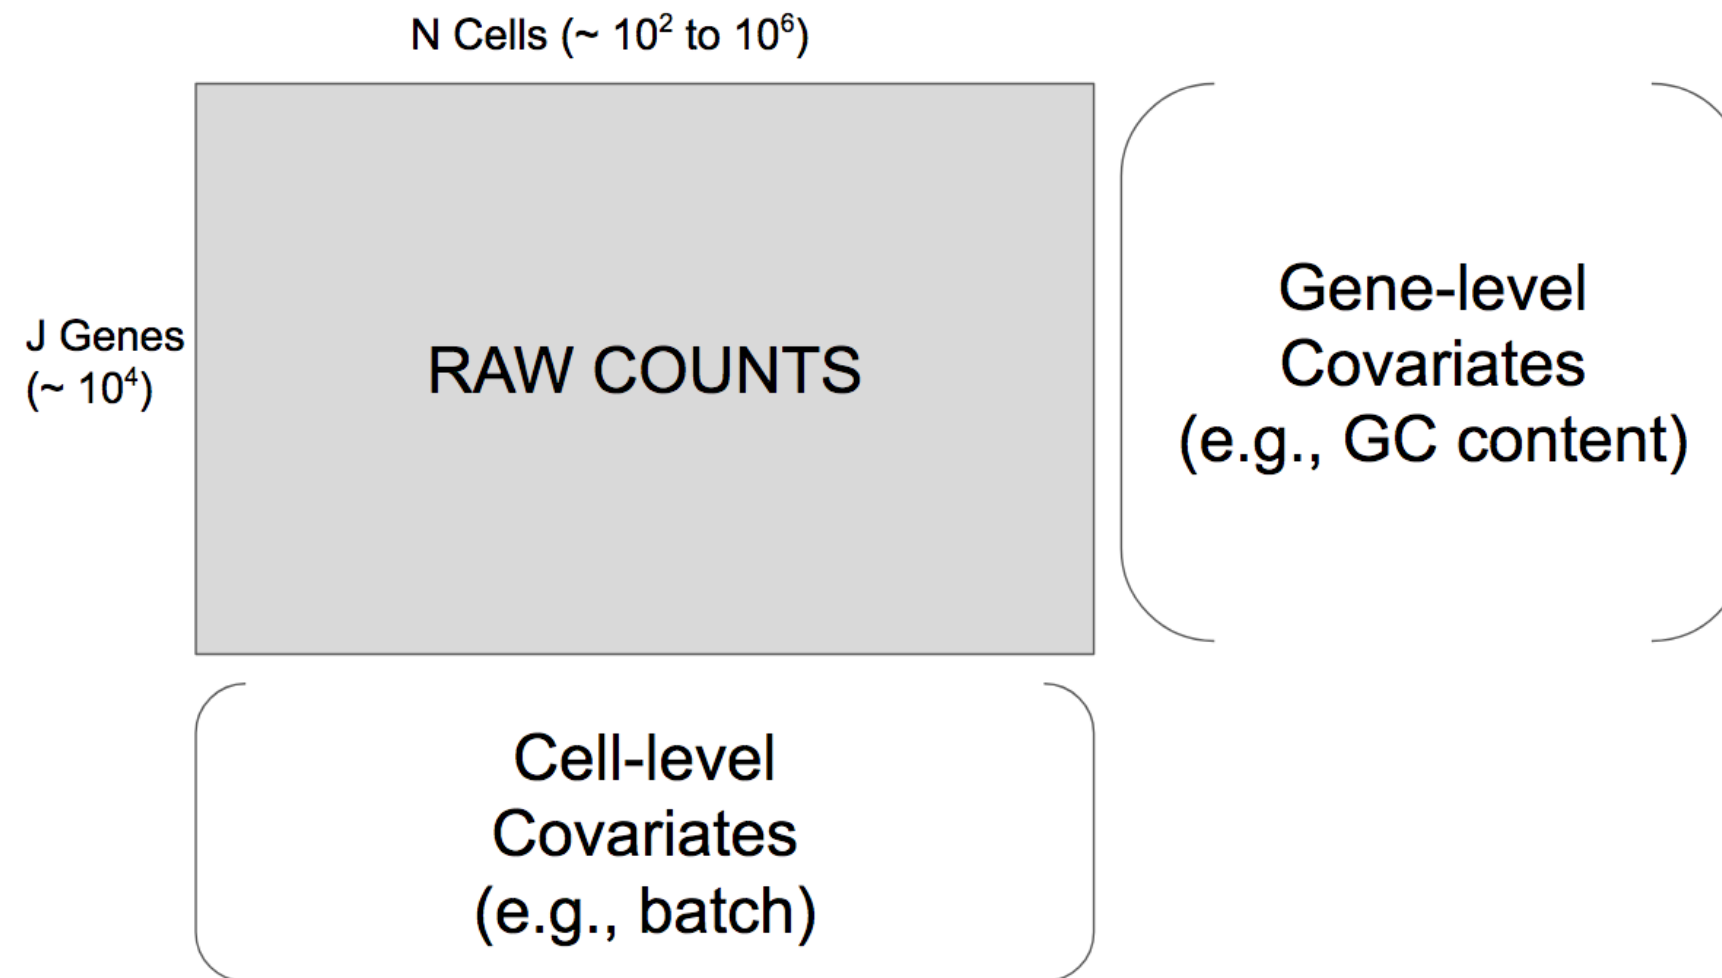 N Cells (~ 10² to 10⁶)
J Genes
(~ 10⁴)
RAW COUNTS
Gene-level
Covariates
(e.g., GC content)
Cell-level
Covariates
(e.g., batch)